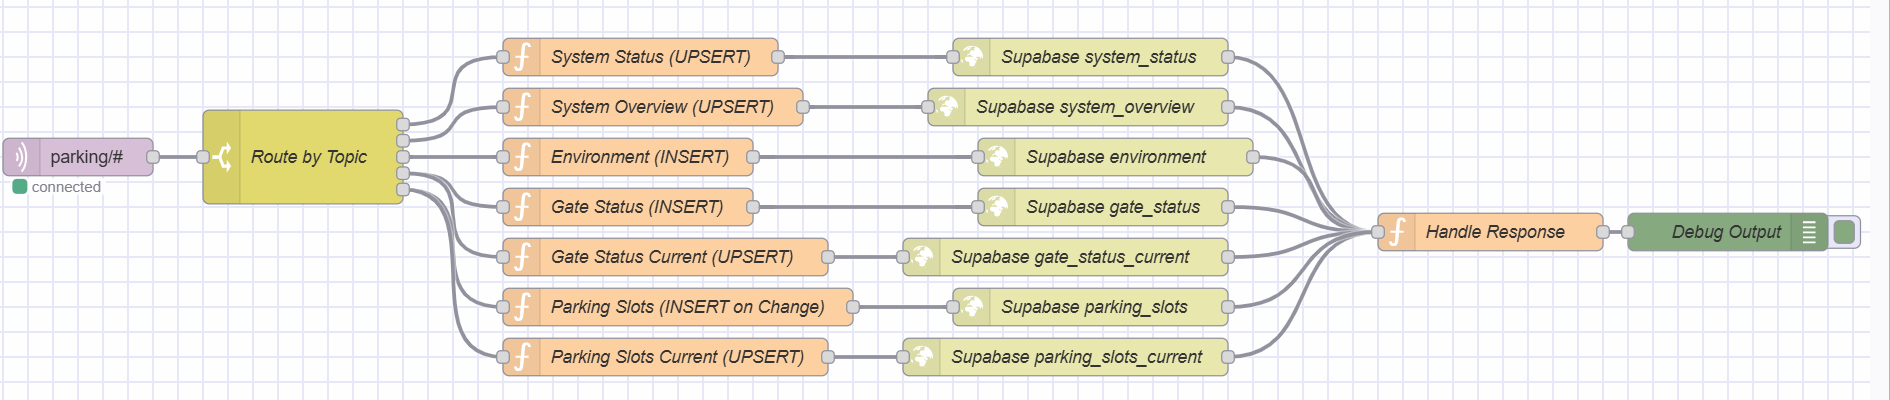 System Status (UPSERT)
Supabase system_status
System Overview (UPSERT)
Supabase system_overview
parking/#
connected
Route by Topic
Environment (INSERT)
Supabase environment
Gate Status (INSERT)
Supabase gate_status
Handle Response
Debug Output
Gate Status Current (UPSERT)
Supabase gate_status_current
Parking Slots (INSERT on Change)
Supabase parking_slots
Parking Slots Current (UPSERT)
Supabase parking_slots_current